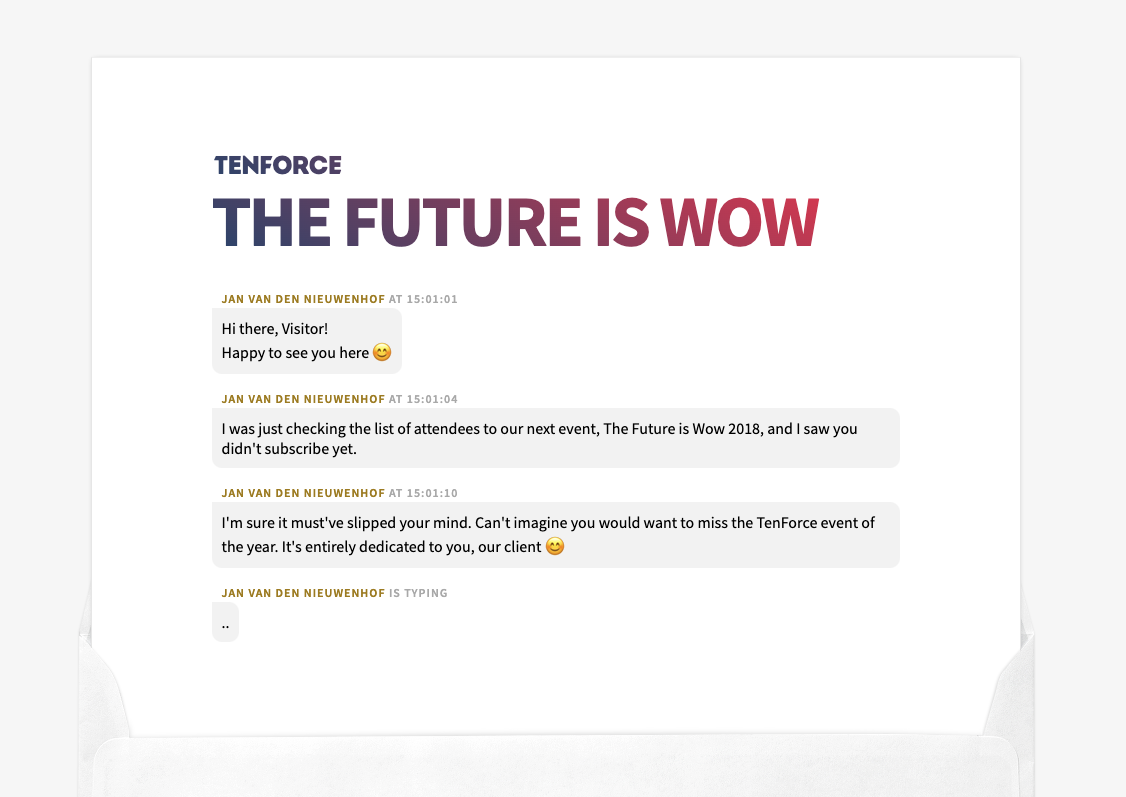 TENFORCE
THE FUTURE IS WOW
JAN VAN DEN NIEUWENHOF AT 15:01:01
Hi there, Visitor!
Happy to see you here 😊
JAN VAN DEN NIEUWENHOF AT 15:01:04
I was just checking the list of attendees to our next event, The Future is Wow 2018, and I saw you
didn't subscribe yet.
JAN VAN DEN NIEUWENHOF AT 15:01:10
I'm sure it must've slipped your mind. Can't imagine you would want to miss the TenForce event of
the year. It's entirely dedicated to you, our client 😊
JAN VAN DEN NIEUWENHOF IS TYPING
..